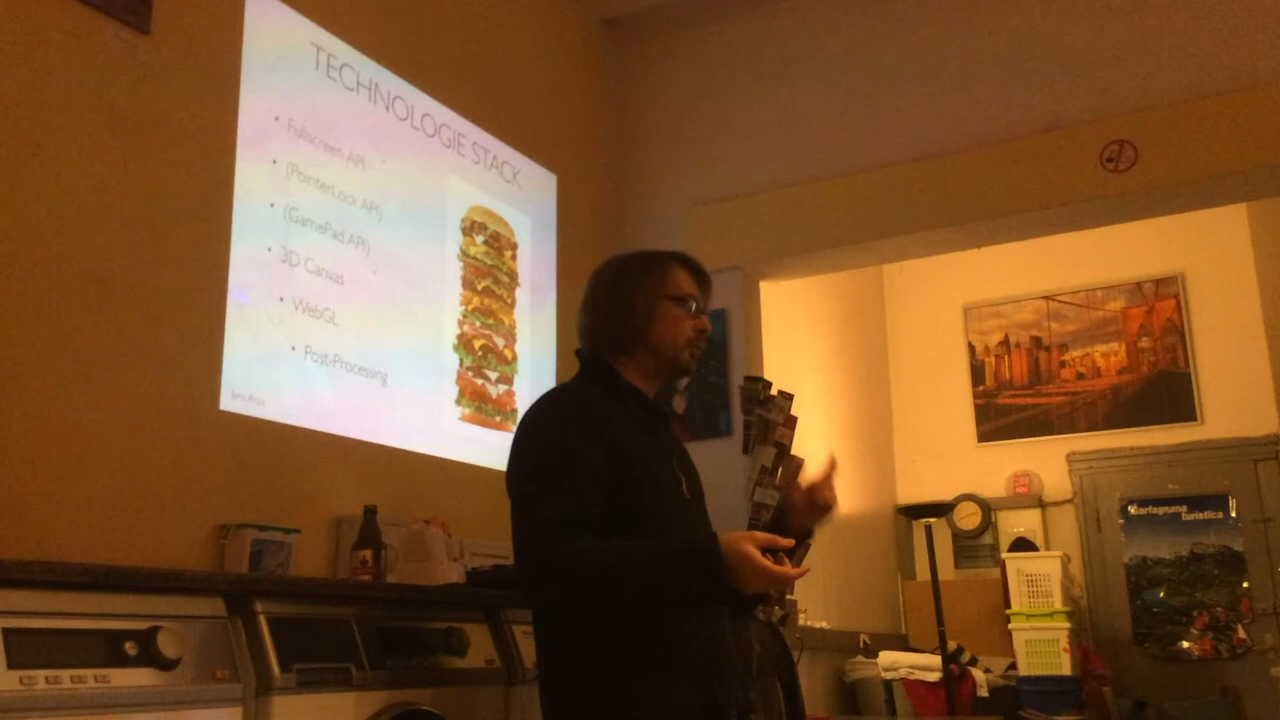 TECHNOLOGIE STACK
• Fullscreen API
• (PointerLock API)
• (GamePad API)
• 3D Canvas
• WebGL
• Post-Processing
Garfagnana
turistica